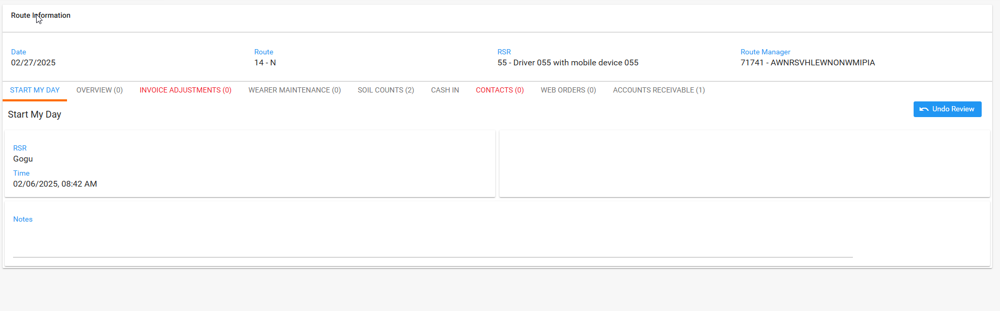 Route Information
Date
02/27/2025
Route
14 - N
RSR
55 - Driver 055 with mobile device 055
Route Manager
71741 - AWNRSVHLEWNONWMIPIA
START MY DAY OVERVIEW (0) INVOICE ADJUSTMENTS (0) WEARER MAINTENANCE (0) SOIL COUNTS (2) CASH IN CONTACTS (0) WEB ORDERS (0) ACCOUNTS RECEIVABLE (1)
Start My Day
Undo Review
RSR
Gogu
Time
02/06/2025, 08:42 AM
Notes